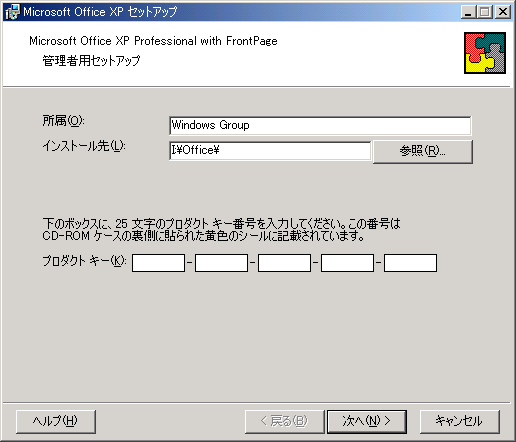 Microsoft Office XP セットアップ
Microsoft Office XP Professional with FrontPage
管理者用セットアップ
所属(O): Windows Group
インストール先(L): I:¥Office¥ 参照(R)...
下のボックスに、25 文字のプロダクト キー番号を入力してください。この番号は
CD-ROM ケースの裏側に貼られた黄色のシールに記載されています。
プロダクト キー(K): - - - -
ヘルプ(H) < 戻る(B) 次へ(N) > キャンセル